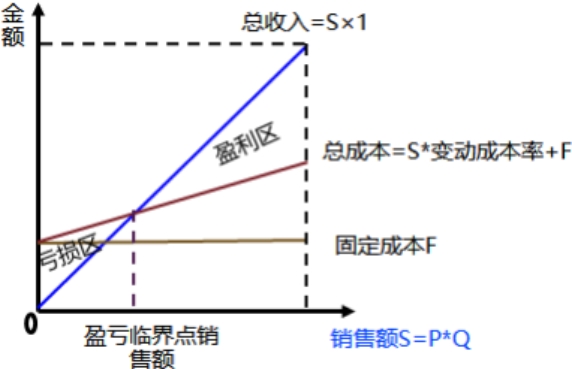 金
额
总收入=S×1
盈利区
总成本=S*变动成本率+F
亏损区
固定成本F
0
盈亏临界点销
售额
销售额S=P*Q